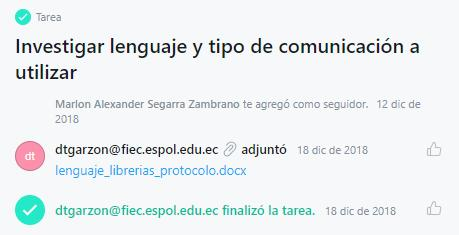 Tarea
Investigar lenguaje y tipo de comunicación a
utilizar
Marlon Alexander Segarra Zambrano te agregó como seguidor. 12 dic de
2018
dt dtgarzon@fiec.espol.edu.ec adjuntó 18 dic de 2018
lenguaje_librerias_protocolo.docx
dtgarzon@fiec.espol.edu.ec finalizó la tarea. 18 dic de 2018